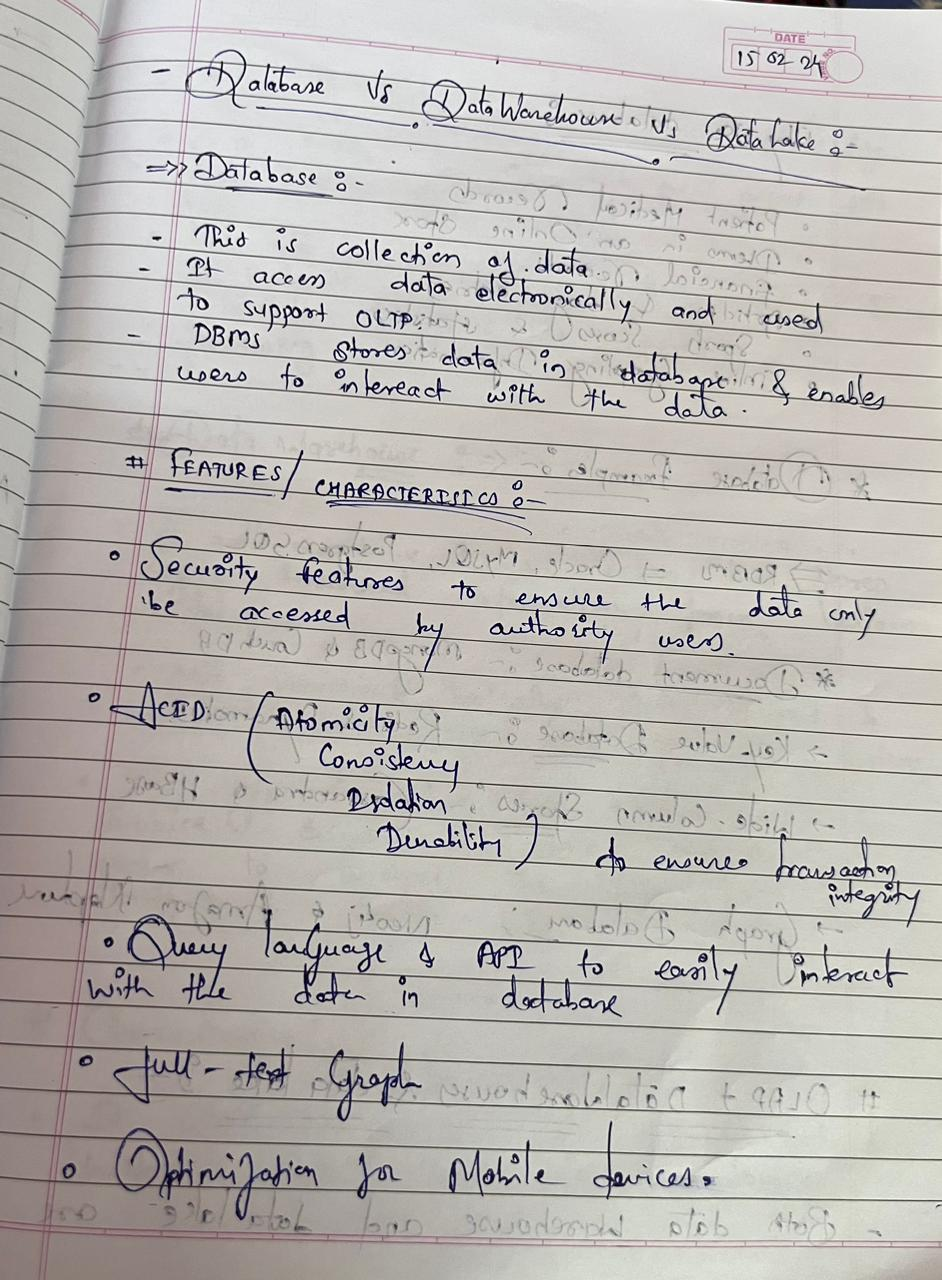 DATE
15 02 24
- Database Vs Data Warehouse Vs Data Lake :-
=>> Database :-
- This is collection of data.
- It access data electronically and used
to support OLTP.
- DBMS stores data in database & enables
users to intereact with the data.
# FEATURES/ CHARACTERISTICS :-
• Security features to ensure the data only
be accessed by authority users.
• ACID (Atomicity
Consistency
Isolation
Durability) to ensure transaction
integrity
• Query language & API to easily interact
with the data in database
• full-text Graph
• Optimization for Mobile devices.